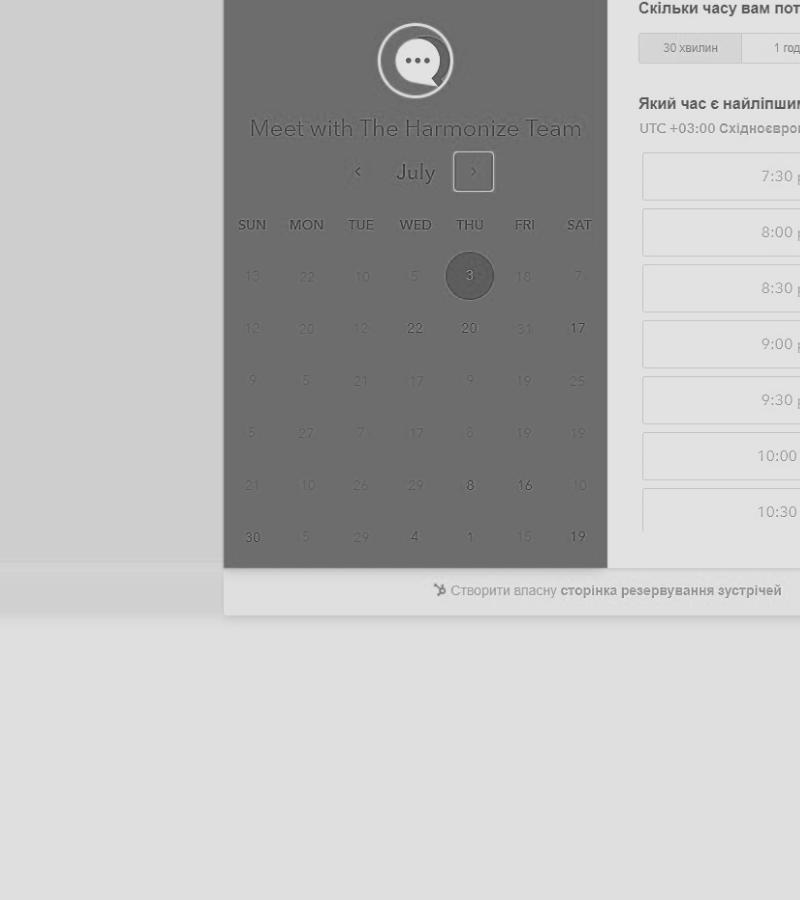 Meet with The Harmonize Team
July
SUN MON TUE WED THU FRI SAT
13 22 10 5 3 18 7
12 20 12 22 20 31 17
9 5 21 17 9 19 25
5 27 7 17 8 19 19
21 10 26 29 8 16 10
30 5 29 4 1 15 19
Скільки часу вам
30 хвилин 1
Який час є
UTC +03:00
7:30
8:00
8:30
9:00
9:30
10:00
10:30
Створити власну сторінка резервування зустрічей